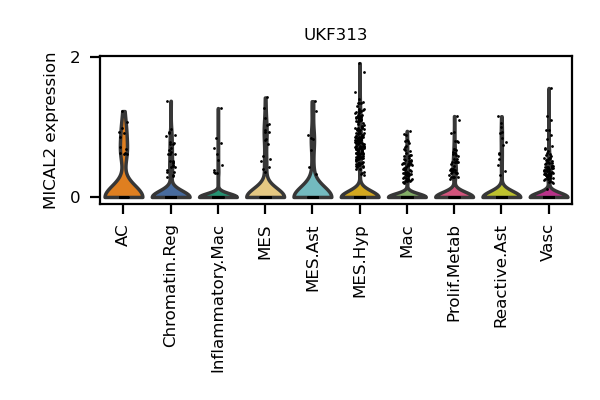 UKF313
MICAL2 expression
2
0
AC
Chromatin.Reg
Inflammatory.Mac
MES
MES.Ast
MES.Hyp
Mac
Prolif.Metab
Reactive.Ast
Vasc